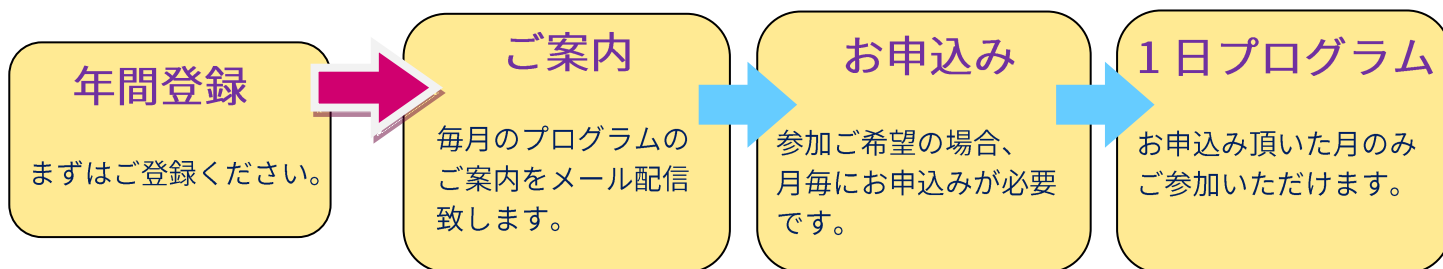 年間登録
まずはご登録ください。
ご案内
毎月のプログラムの
ご案内をメール配信
致します。
お申込み
参加ご希望の場合、
月毎にお申込みが必要
です。
1日プログラム
お申込み頂いた月のみ
ご参加いただけます。